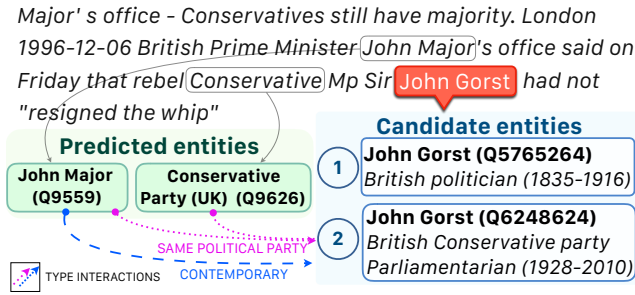 Major' s office - Conservatives still have majority. London
1996-12-06 British Prime Minister John Major's office said on
Friday that rebel Conservative Mp Sir John Gorst had not
"resigned the whip"
Predicted entities
John Major
(Q9559)
Conservative
Party (UK) (Q9626)
Candidate entities
1
John Gorst (Q5765264)
British politician (1835-1916)
2
John Gorst (Q6248624)
British Conservative party
Parliamentarian (1928-2010)
SAME POLITICAL PARTY
CONTEMPORARY
TYPE INTERACTIONS